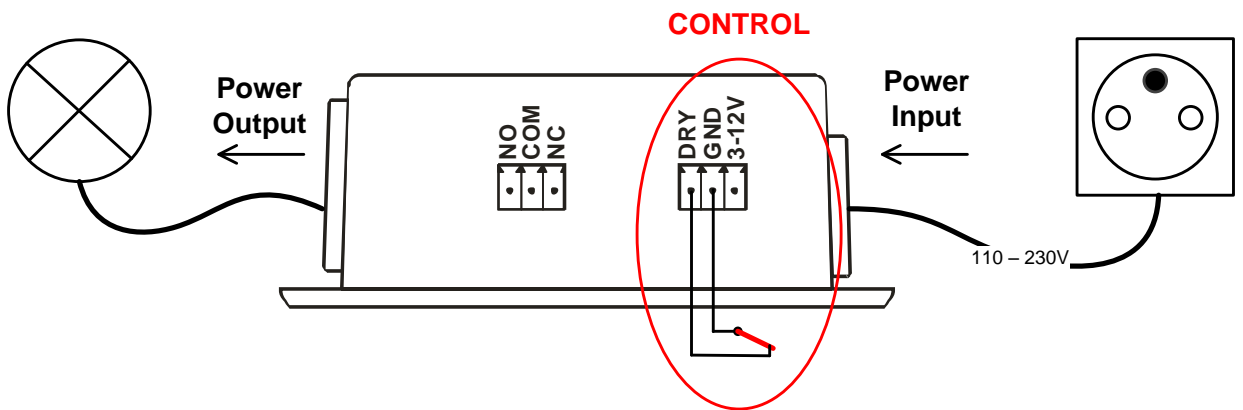 CONTROL
Power
Output
Power
Input
NO
COM
NC
DRY
GND
3-12V
110 – 230V